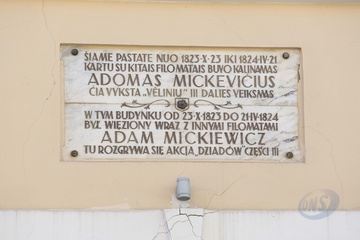 ŠIAME PASTATE NUO 1823·X·23 IKI 1824·IV·21
KARTU SU KITAIS FILOMATAIS BUVO KALINAMAS
ADOMAS MICKEVIČIUS
ČIA VYKSTA „VĖLINIŲ" III DALIES VEIKSMAS
W TYM BUDYNKU OD 23·X·1823 DO 21·IV·1824
BYŁ WIĘZIONY WRAZ Z INNYMI FILOMATAMI
ADAM MICKIEWICZ
TU ROZGRYWA SIĘ AKCJA „DZIADÓW" CZĘŚCI III
DNS